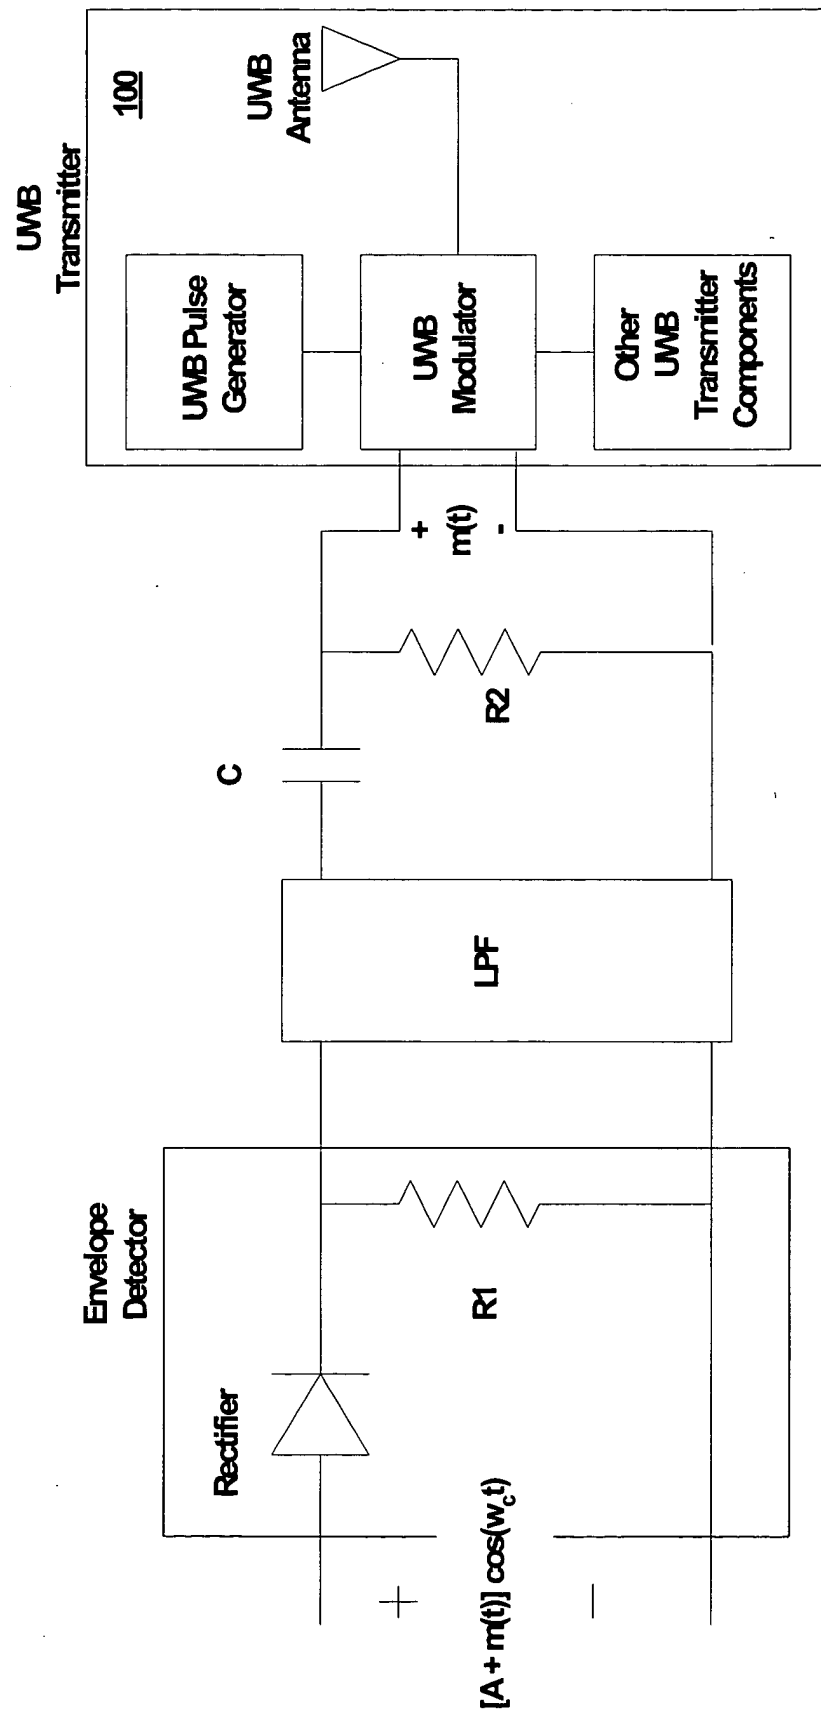 UWB
Transmitter
100
UWB
Antenna
UWB Pulse
Generator
UWB
Modulator
Other
UWB
Transmitter
Components
+
m(t)
-
R2
C
LPF
Envelope
Detector
R1
Rectifier
+
[A + m(t)] cos(w_c t)
−